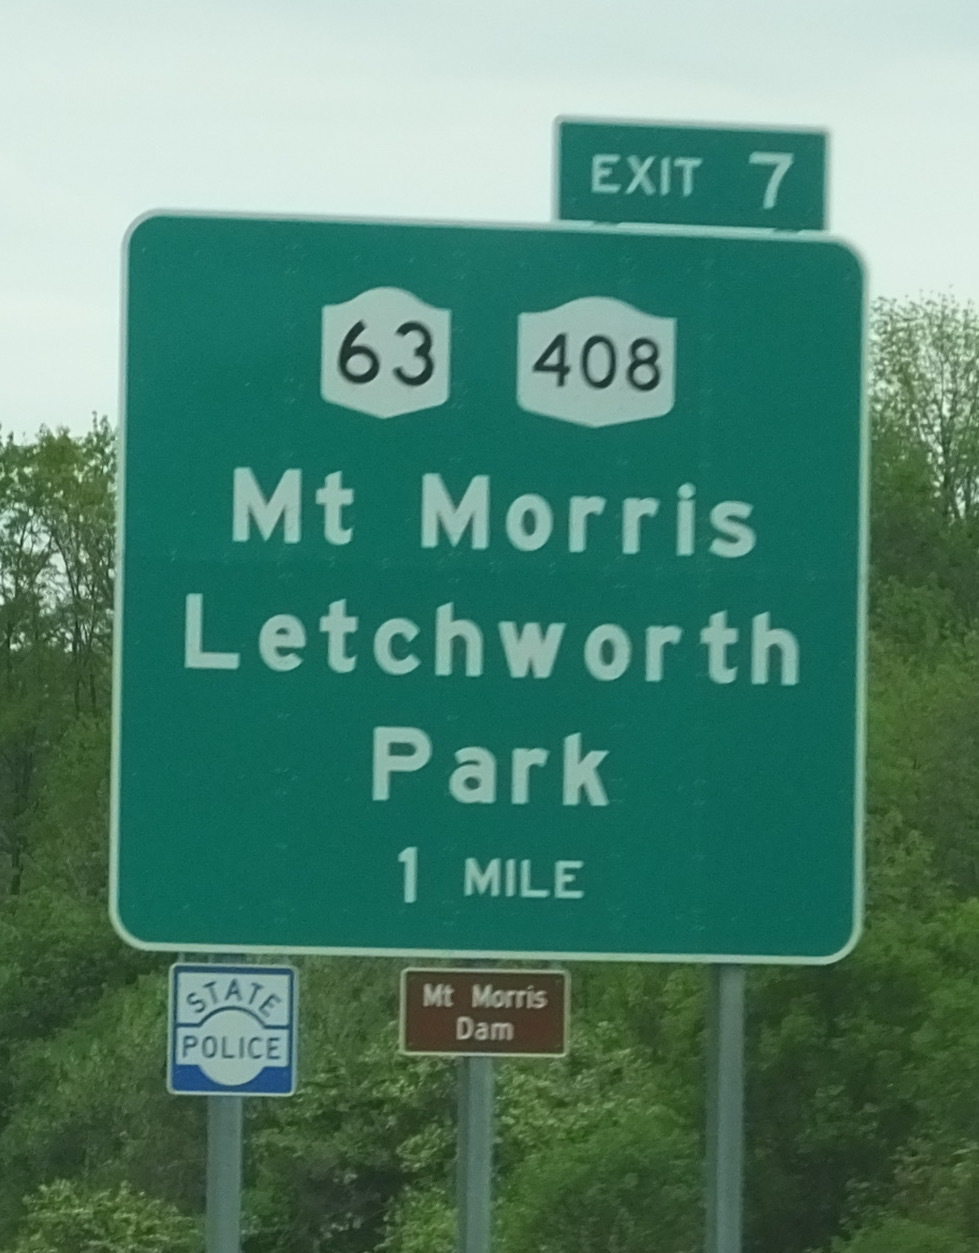 EXIT 7
63 408
Mt Morris
Letchworth
Park
1 MILE
STATE
POLICE
Mt Morris
Dam